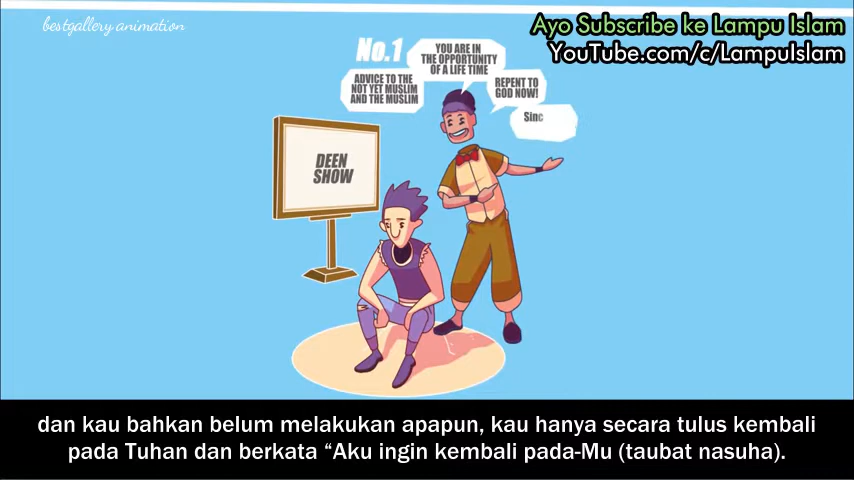 bestgallery animation
Ayo Subscribe ke Lampu Islam
YouTube.com/c/LampuIslam
No.1
YOU ARE IN
THE OPPORTUNITY
OF A LIFE TIME
ADVICE TO THE
NOT YET MUSLIM
AND THE MUSLIM
REPENT TO
GOD NOW!
Sinc
DEEN
SHOW
dan kau bahkan belum melakukan apapun, kau hanya secara tulus kembali
pada Tuhan dan berkata “Aku ingin kembali pada-Mu (taubat nasuha).